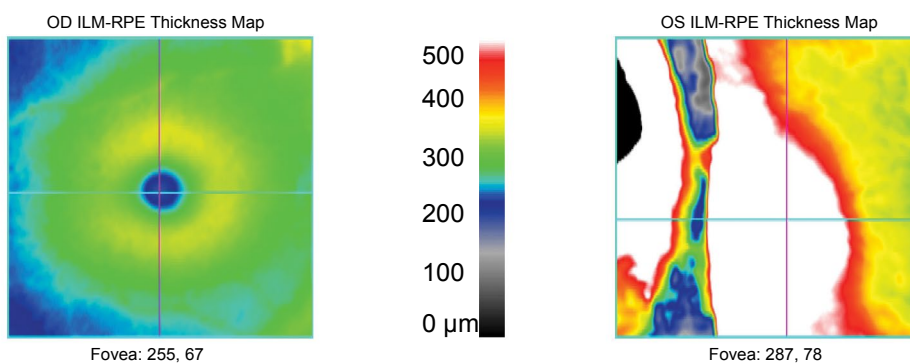 OD ILM-RPE Thickness Map
Fovea: 255, 67
500
400
300
200
100
0 μm
OS ILM-RPE Thickness Map
Fovea: 287, 78